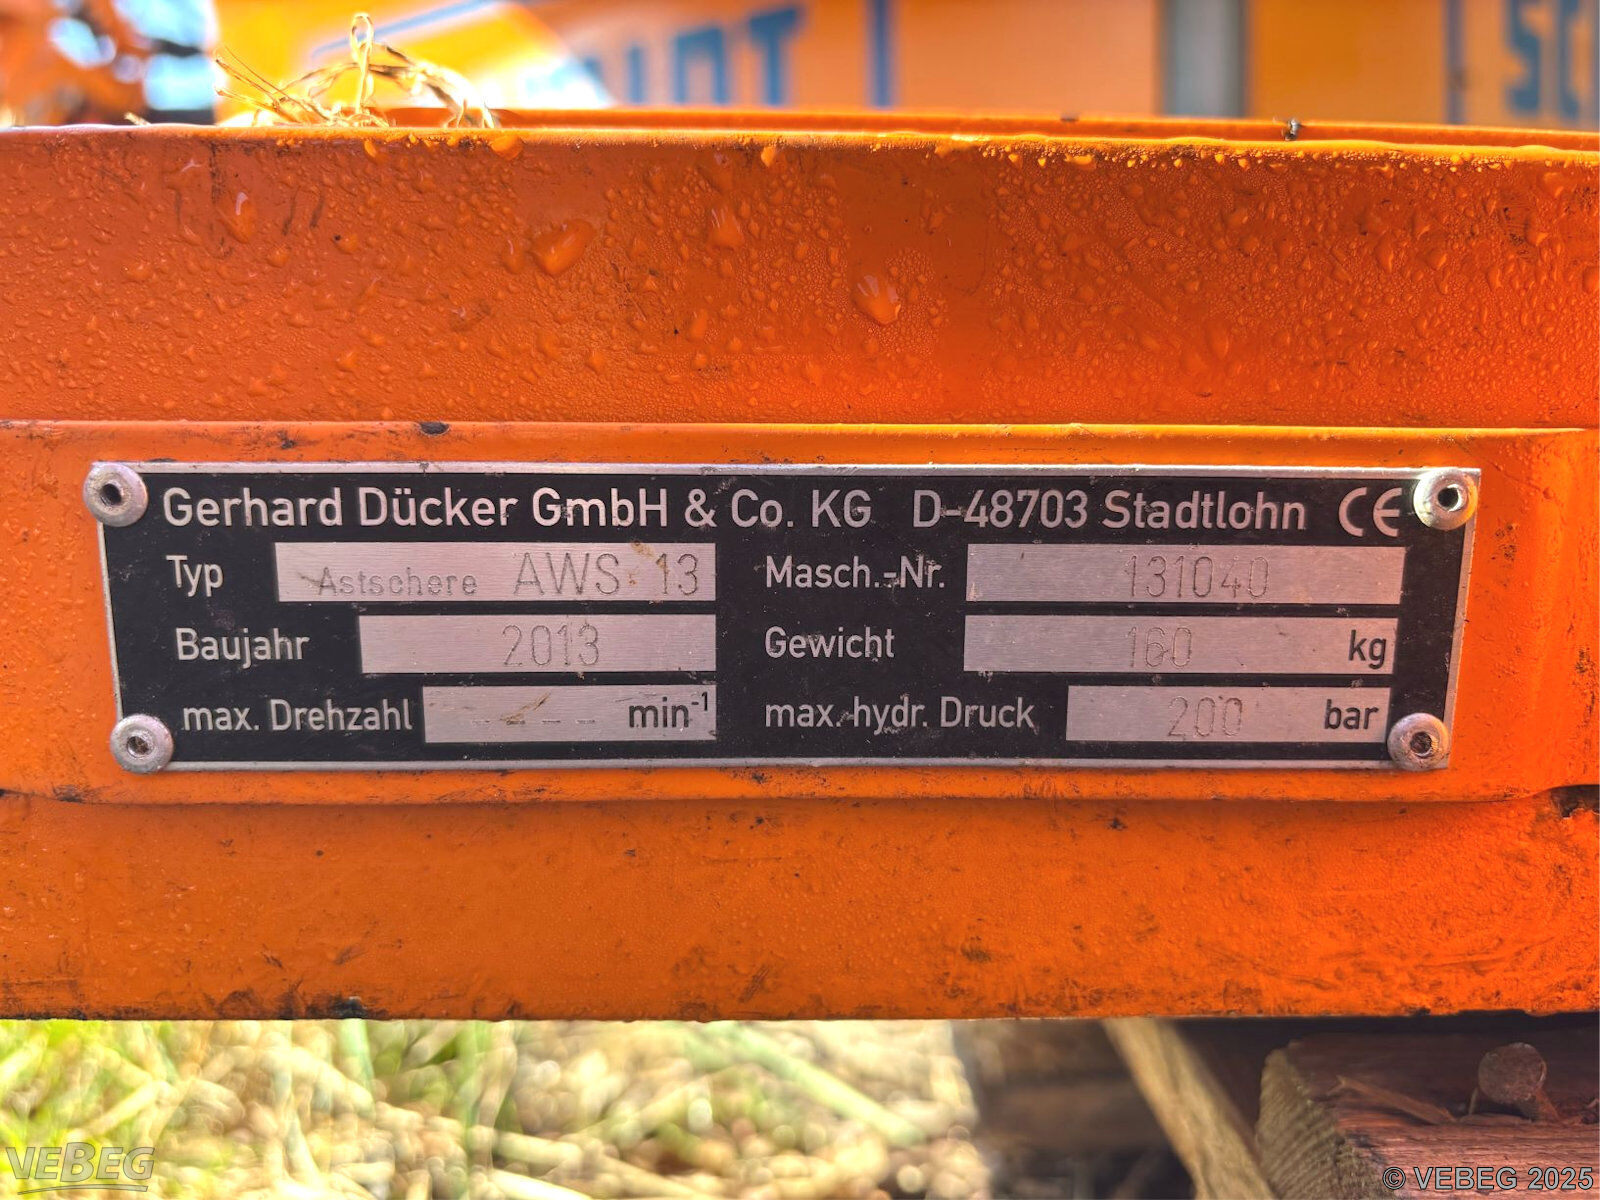 Gerhard Dücker GmbH & Co. KG D-48703 Stadtlohn CE
Typ Astschere AWS 13 Masch.-Nr. 131040
Baujahr 2013 Gewicht 160 kg
max. Drehzahl ---- min-1 max. hydr. Druck 200 bar
VEBEG
© VEBEG 2025